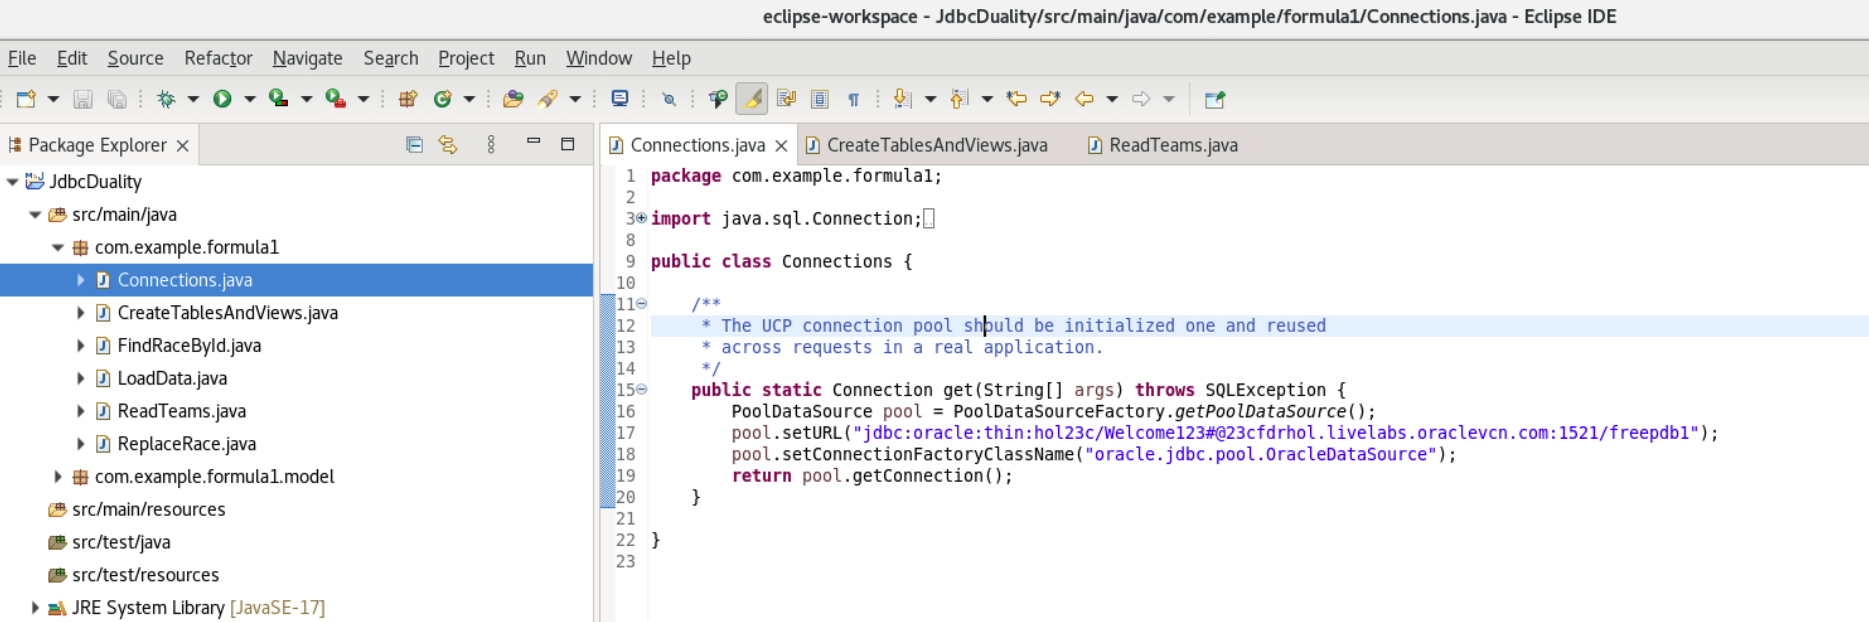 eclipse-workspace - JdbcDuality/src/main/java/com/example/formula1/Connections.java - Eclipse IDE
File Edit Source Refactor Navigate Search Project Run Window Help
Package Explorer
JdbcDuality
src/main/java
com.example.formula1
Connections.java
CreateTablesAndViews.java
FindRaceById.java
LoadData.java
ReadTeams.java
ReplaceRace.java
com.example.formula1.model
src/main/resources
src/test/java
src/test/resources
JRE System Library [JavaSE-17]
Connections.java CreateTablesAndViews.java ReadTeams.java
1 package com.example.formula1;
2
3 import java.sql.Connection;
8
9 public class Connections {
10
11 /**
12 * The UCP connection pool should be initialized one and reused
13 * across requests in a real application.
14 */
15 public static Connection get(String[] args) throws SQLException {
16 PoolDataSource pool = PoolDataSourceFactory.getPoolDataSource();
17 pool.setURL("jdbc:oracle:thin:hol23c/Welcome123#@23cfdrhol.livelabs.oraclevcn.com:1521/freepdb1");
18 pool.setConnectionFactoryClassName("oracle.jdbc.pool.OracleDataSource");
19 return pool.getConnection();
20 }
21
22 }
23